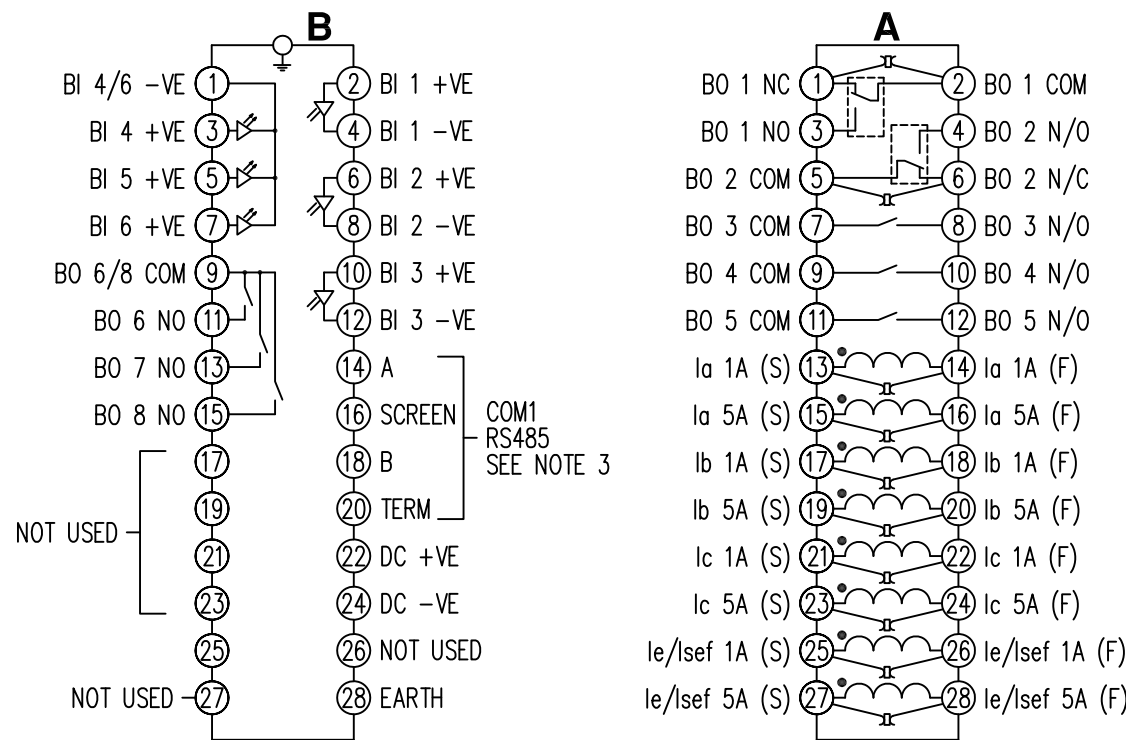 B
A
BI 4/6 -VE 1 2 BI 1 +VE
BI 4 +VE 3 4 BI 1 -VE
BI 5 +VE 5 6 BI 2 +VE
BI 6 +VE 7 8 BI 2 -VE
BO 6/8 COM 9 10 BI 3 +VE
BO 6 NO 11 12 BI 3 -VE
BO 7 NO 13 14 A
BO 8 NO 15 16 SCREEN
17 18 B
19 20 TERM
COM1
RS485
SEE NOTE 3
NOT USED
21 22 DC +VE
23 24 DC -VE
25 26 NOT USED
NOT USED 27 28 EARTH
BO 1 NC 1 2 BO 1 COM
BO 1 NO 3 4 BO 2 N/O
BO 2 COM 5 6 BO 2 N/C
BO 3 COM 7 8 BO 3 N/O
BO 4 COM 9 10 BO 4 N/O
BO 5 COM 11 12 BO 5 N/O
Ia 1A (S) 13 14 Ia 1A (F)
Ia 5A (S) 15 16 Ia 5A (F)
Ib 1A (S) 17 18 Ib 1A (F)
Ib 5A (S) 19 20 Ib 5A (F)
Ic 1A (S) 21 22 Ic 1A (F)
Ic 5A (S) 23 24 Ic 5A (F)
Ie/Isef 1A (S) 25 26 Ie/Isef 1A (F)
Ie/Isef 5A (S) 27 28 Ie/Isef 5A (F)